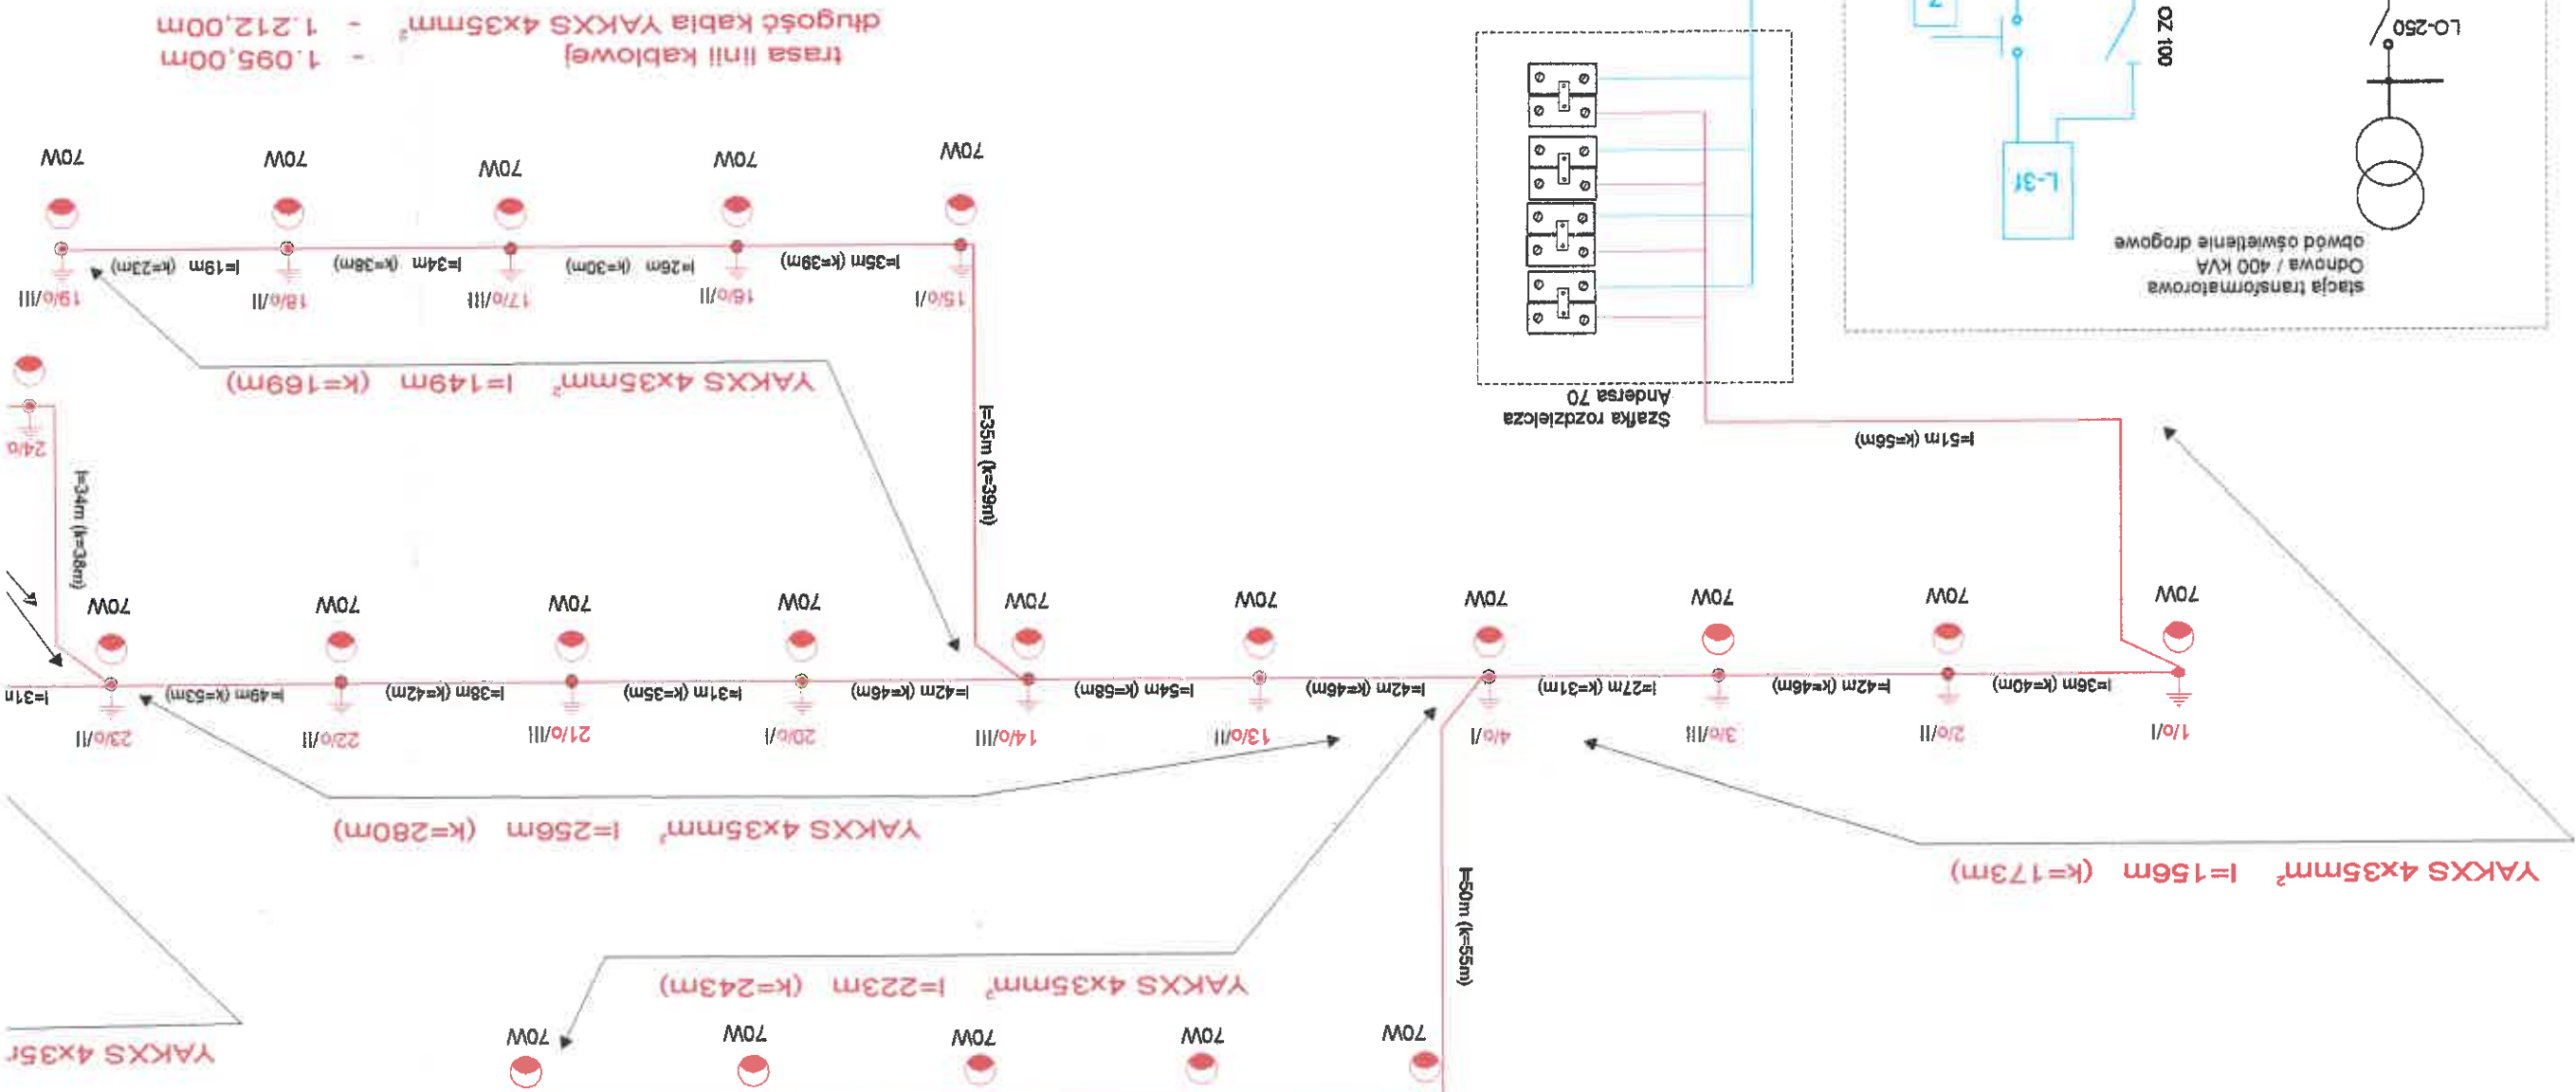 YAKXS 4x35m
70W
70W
70W
70W
70W
YAKXS 4x35mm² l=223m (k=243m)
l=50m (k=55m)
YAKXS 4x35mm² l=156m (k=173m)
YAKXS 4x35mm² l=256m (k=280m)
1/o/I
2/o/II
3/o/III
4/o/I
13/o/II
14/o/III
20/o/I
21/o/III
22/o/II
23/o/II
l=36m (k=40m)
l=42m (k=46m)
l=27m (k=31m)
l=42m (k=46m)
l=54m (k=58m)
l=42m (k=46m)
l=31m (k=35m)
l=38m (k=42m)
l=49m (k=53m)
l=31m
70W
70W
70W
70W
70W
70W
70W
70W
70W
70W
l=34m (k=38m)
l=35m (k=39m)
24/o
l=51m (k=56m)
Szafka rozdzielcza
Andersa 70
YAKXS 4x35mm² l=149m (k=169m)
stacja transformatorowa
Odnowa / 400 kVA
obwód oświetlenie drogowe
15/o/I
16/o/II
17/o/III
18/o/II
19/o/III
l=35m (k=39m)
l=26m (k=30m)
l=34m (k=38m)
l=19m (k=23m)
70W
70W
70W
70W
70W
L-3f
LO-250
OZ 100
Z
trasa linii kablowej - 1.095,00m
długość kabla YAKXS 4x35mm² - 1.212,00m